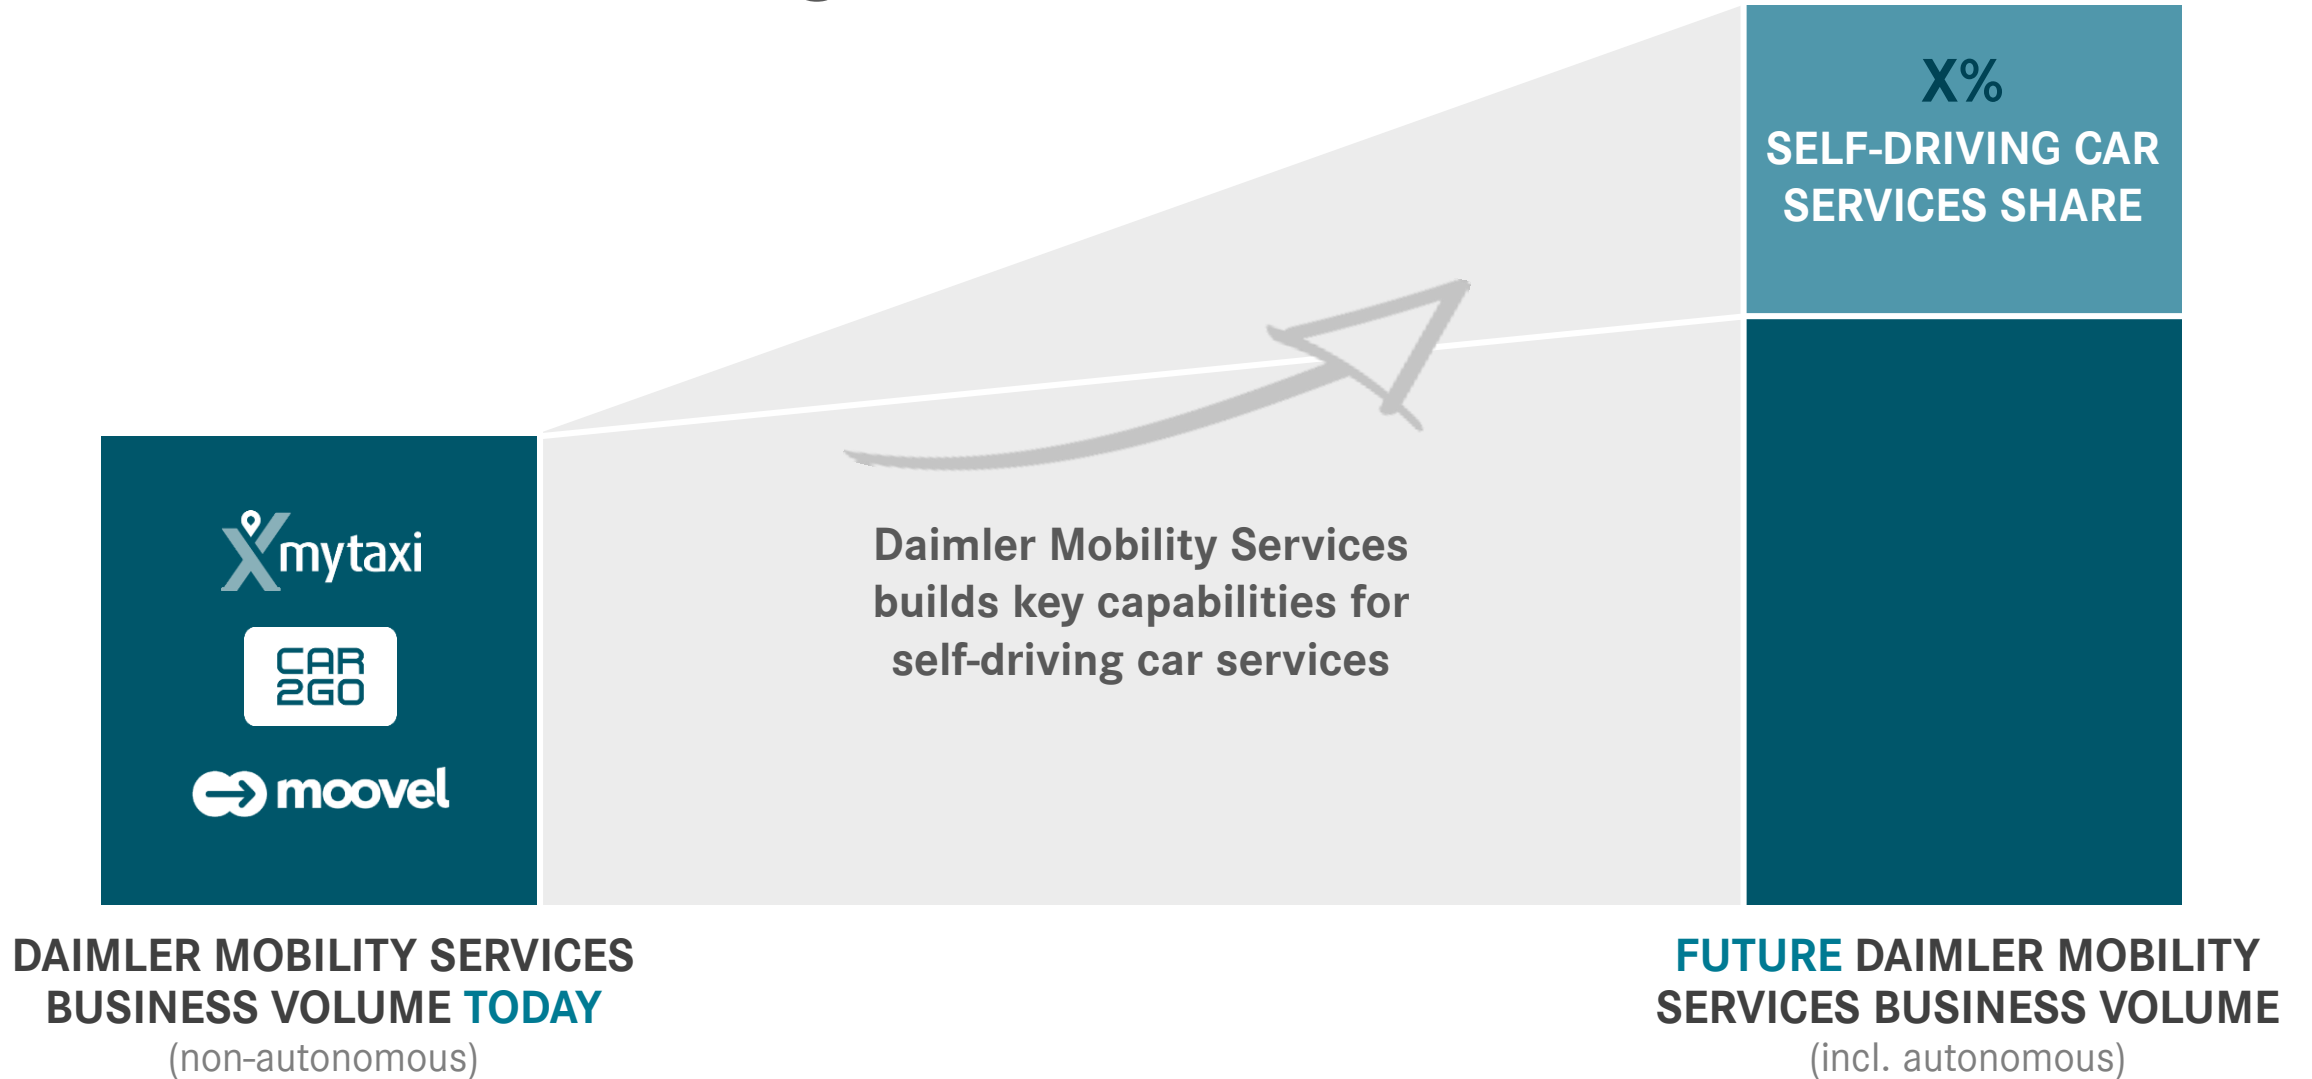 X%
SELF-DRIVING CAR
SERVICES SHARE
mytaxi
CAR
2GO
moovel
Daimler Mobility Services
builds key capabilities for
self-driving car services
DAIMLER MOBILITY SERVICES
BUSINESS VOLUME TODAY
(non-autonomous)
FUTURE DAIMLER MOBILITY
SERVICES BUSINESS VOLUME
(incl. autonomous)